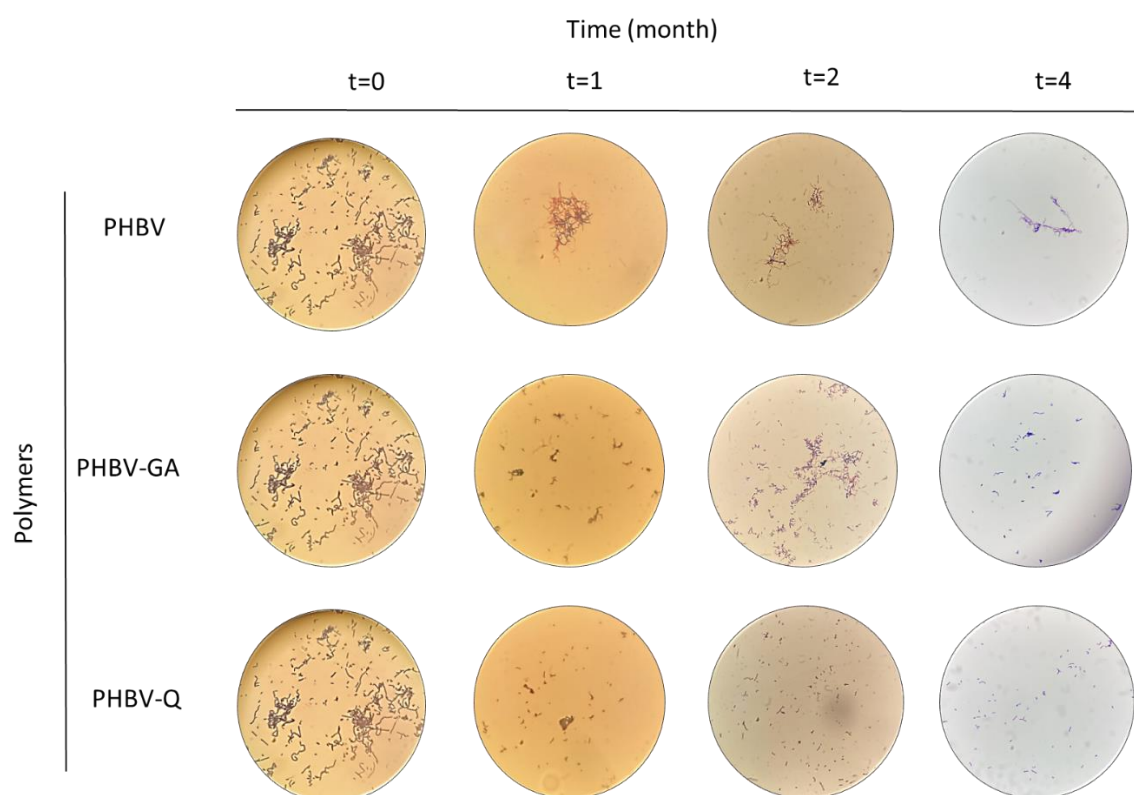 Time (month)
t=0 t=1 t=2 t=4
PHBV
PHBV-GA
PHBV-Q
Polymers